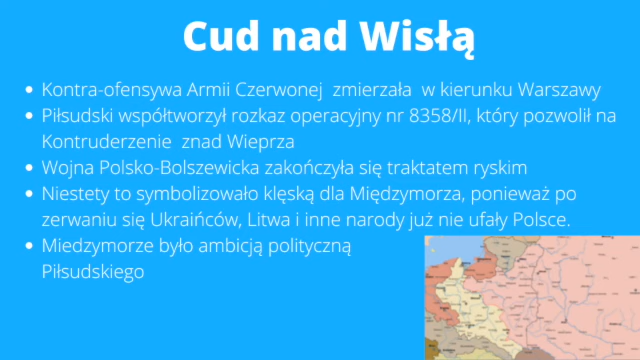 Cud nad Wisłą
Kontra-ofensywa Armii Czerwonej zmierzała w kierunku Warszawy
Piłsudski współtworzył rozkaz operacyjny nr 8358/II, który pozwolił na
Kontruderzenie znad Wieprza
Wojna Polsko-Bolszewicka zakończyła się traktatem ryskim
Niestety to symbolizowało klęską dla Międzymorza, ponieważ po
zerwaniu się Ukraińców, Litwa i inne narody już nie ufały Polsce.
Miedzymorze było ambicją polityczną
Piłsudskiego